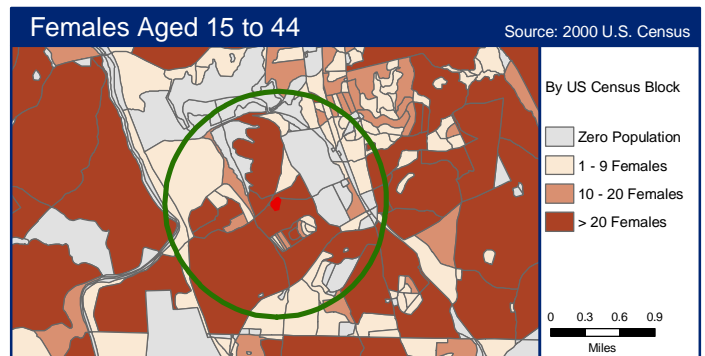 Females Aged 15 to 44
Source: 2000 U.S. Census
By US Census Block
Zero Population
1 - 9 Females
10 - 20 Females
> 20 Females
0 0.3 0.6 0.9
Miles